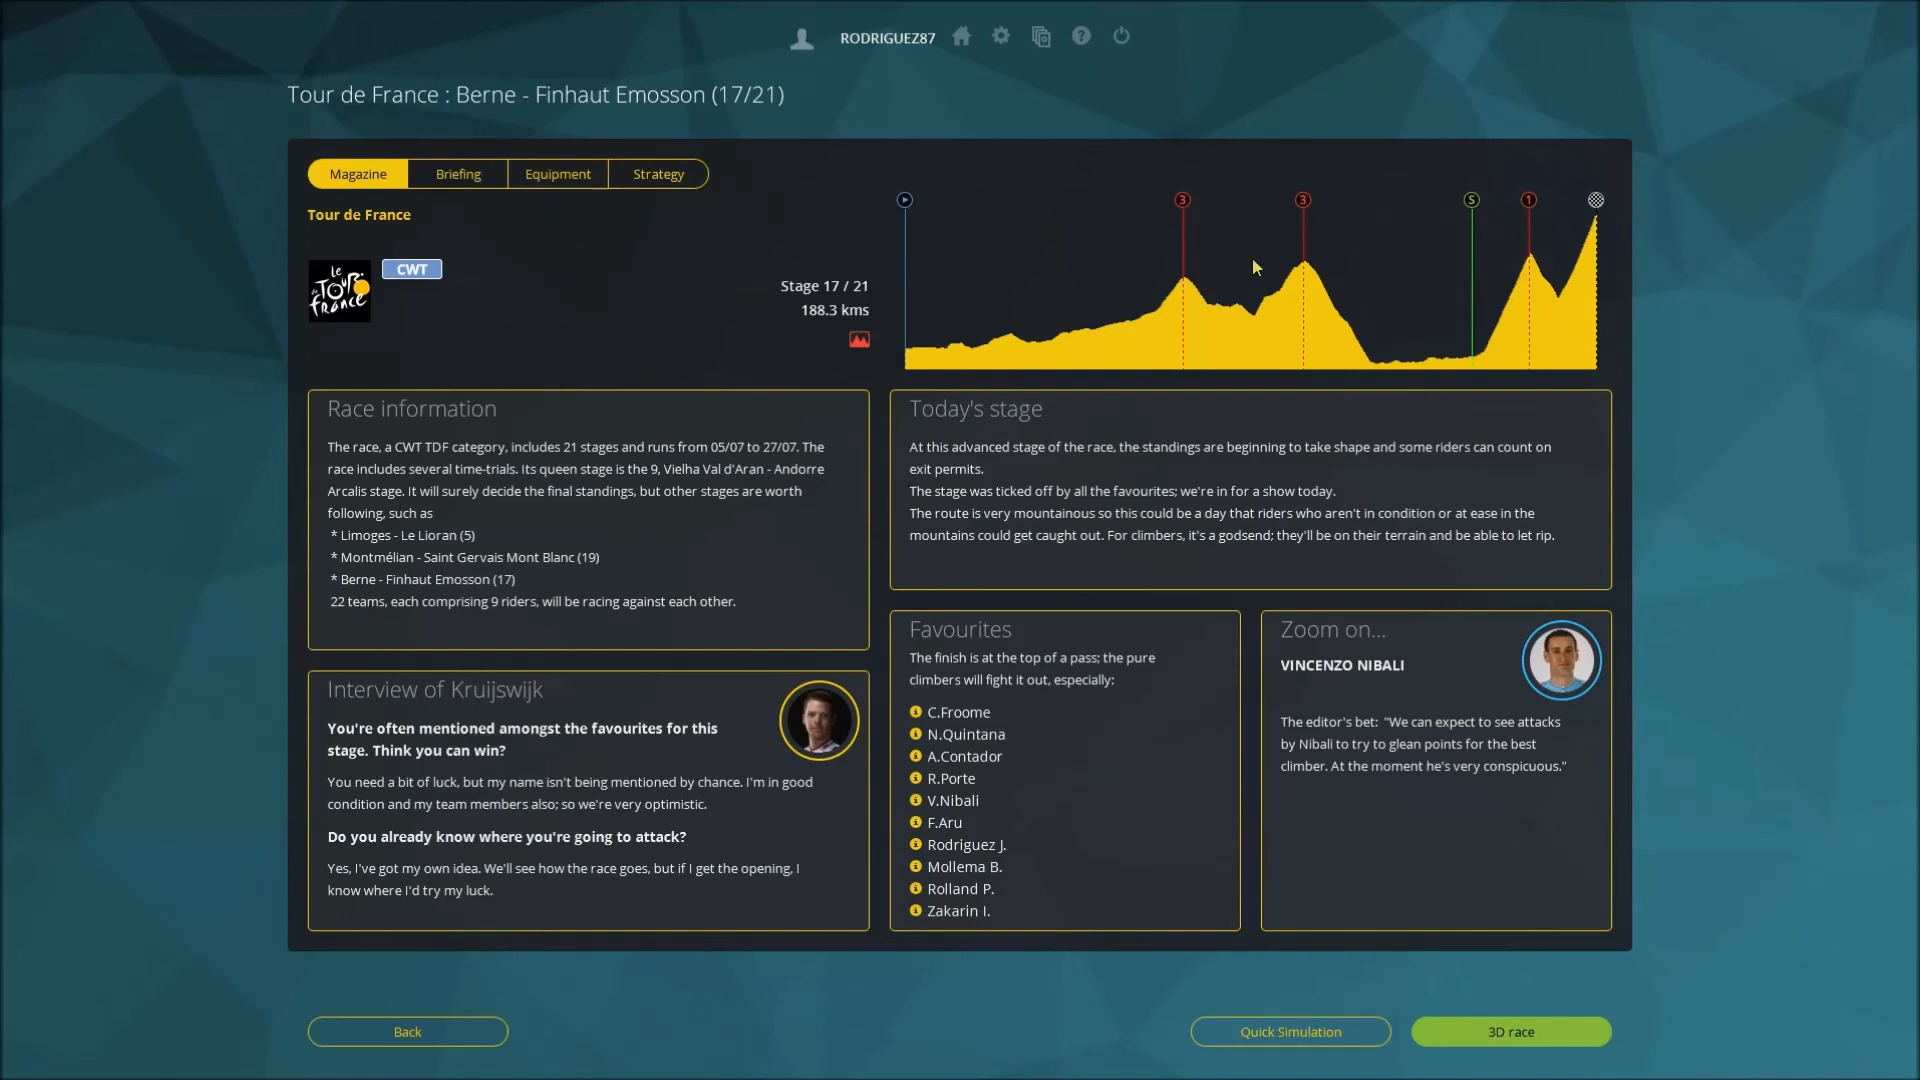 RODRIGUEZ87
Tour de France : Berne - Finhaut Emosson (17/21)
Magazine
Briefing
Equipment
Strategy
Tour de France
le
TOUR
de
france
CWT
Stage 17 / 21
188.3 kms
3
3
S
1
Race information
The race, a CWT TDF category, includes 21 stages and runs from 05/07 to 27/07. The
race includes several time-trials. Its queen stage is the 9, Vielha Val d'Aran - Andorre
Arcalis stage. It will surely decide the final standings, but other stages are worth
following, such as
* Limoges - Le Lioran (5)
* Montmélian - Saint Gervais Mont Blanc (19)
* Berne - Finhaut Emosson (17)
22 teams, each comprising 9 riders, will be racing against each other.
Today's stage
At this advanced stage of the race, the standings are beginning to take shape and some riders can count on
exit permits.
The stage was ticked off by all the favourites; we're in for a show today.
The route is very mountainous so this could be a day that riders who aren't in condition or at ease in the
mountains could get caught out. For climbers, it's a godsend; they'll be on their terrain and be able to let rip.
Interview of Kruijswijk
You're often mentioned amongst the favourites for this
stage. Think you can win?
You need a bit of luck, but my name isn't being mentioned by chance. I'm in good
condition and my team members also; so we're very optimistic.
Do you already know where you're going to attack?
Yes, I've got my own idea. We'll see how the race goes, but if I get the opening, I
know where I'd try my luck.
Favourites
The finish is at the top of a pass; the pure
climbers will fight it out, especially:
C.Froome
N.Quintana
A.Contador
R.Porte
V.Nibali
F.Aru
Rodriguez J.
Mollema B.
Rolland P.
Zakarin I.
Zoom on...
VINCENZO NIBALI
The editor's bet: "We can expect to see attacks
by Nibali to try to glean points for the best
climber. At the moment he's very conspicuous."
Back
Quick Simulation
3D race